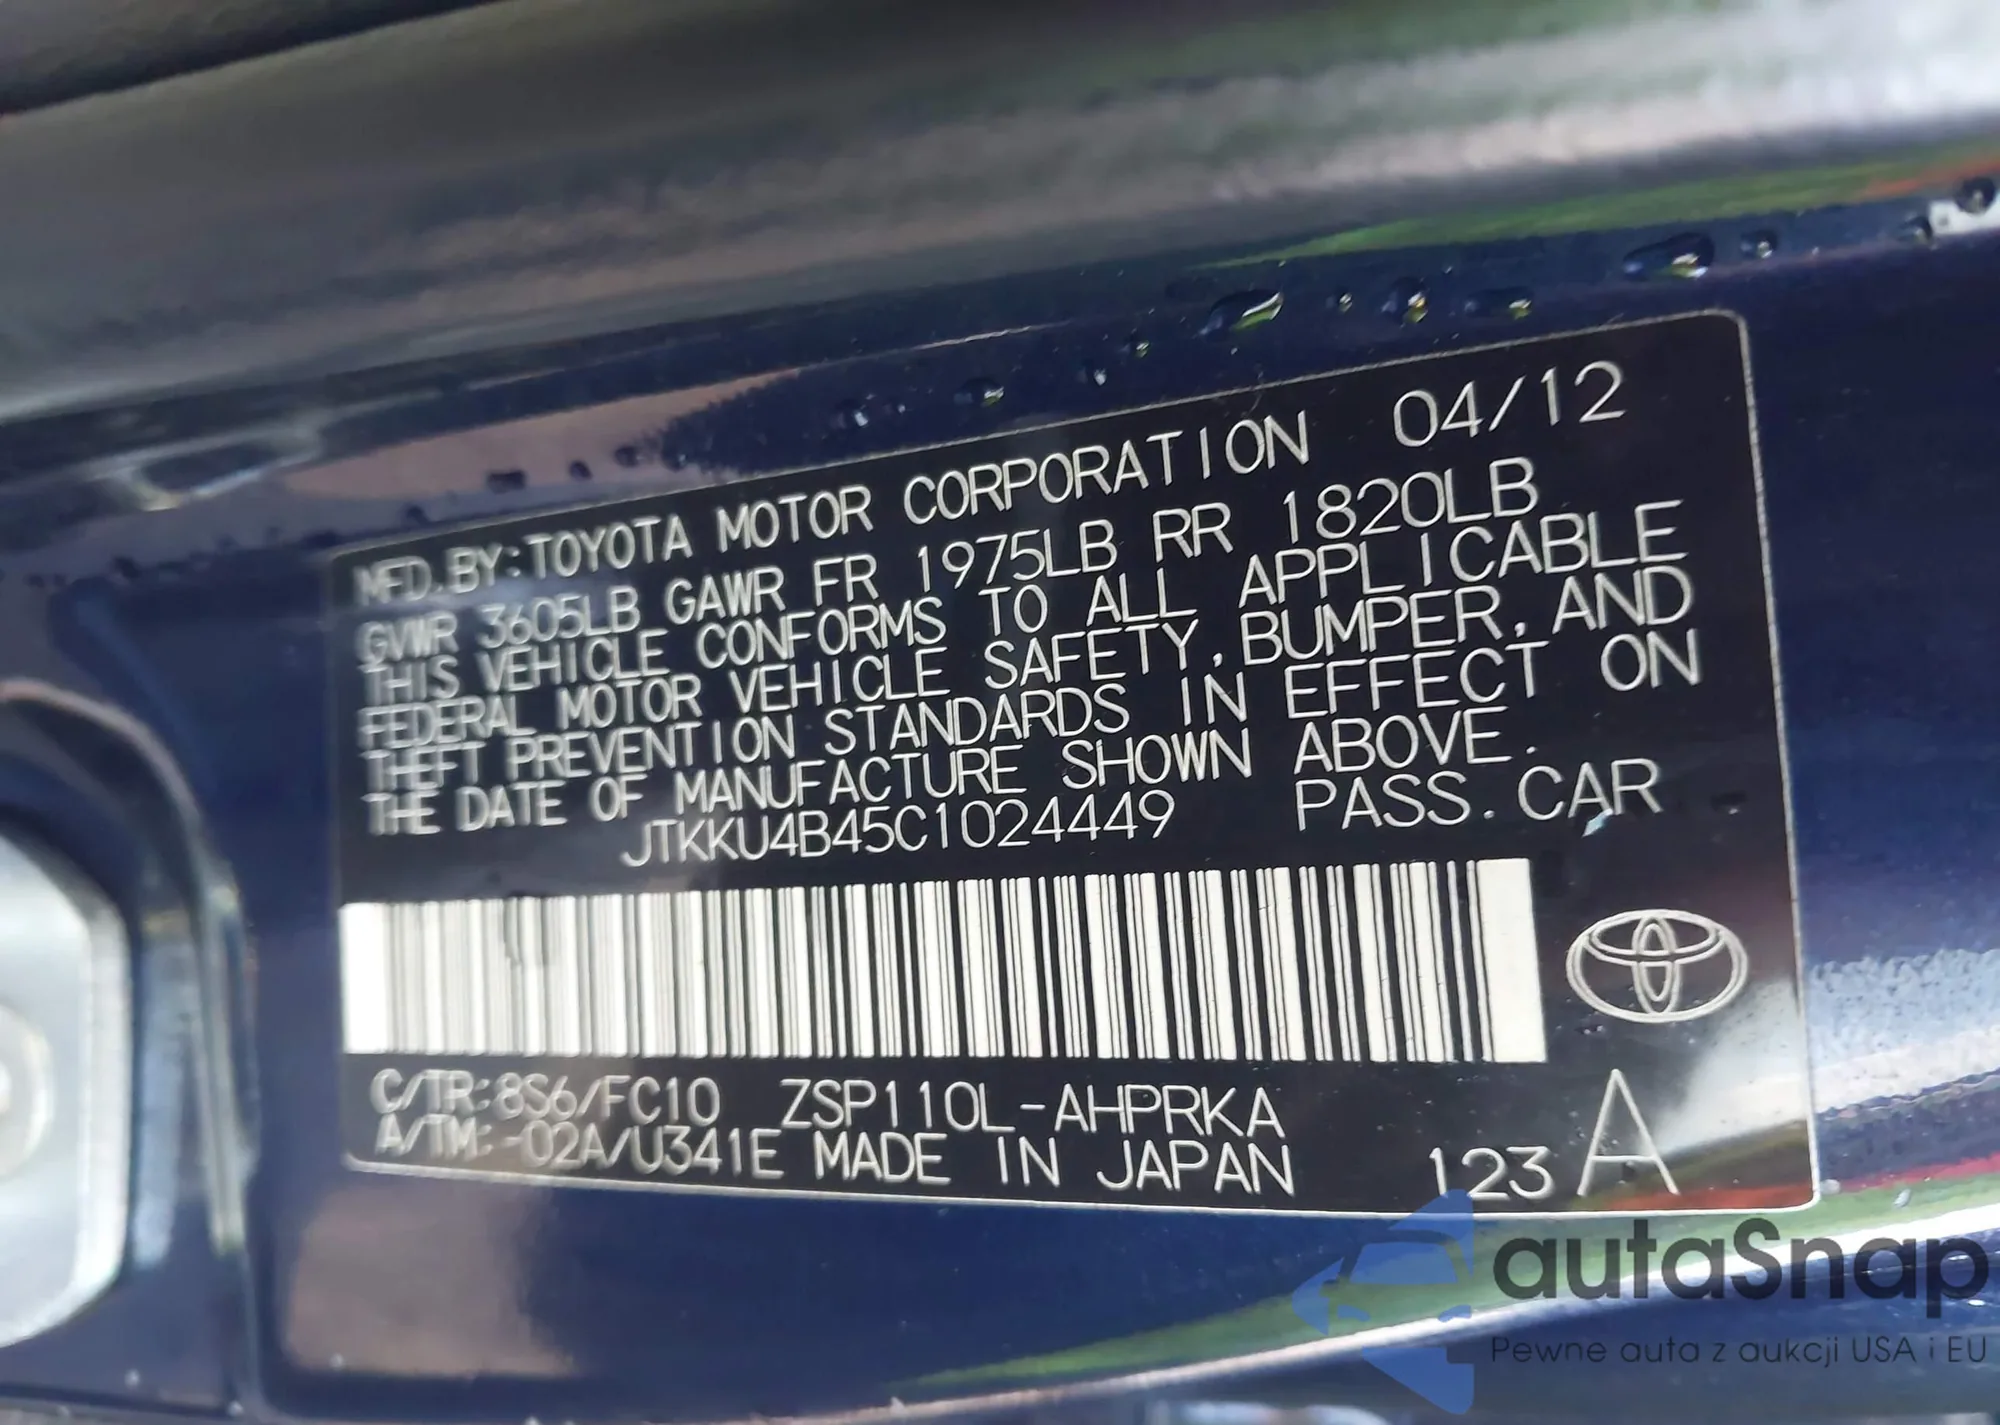 MFD.BY:TOYOTA MOTOR CORPORATION 04/12
GVWR 3605LB GAWR FR 1975LB RR 1820LB
THIS VEHICLE CONFORMS TO ALL APPLICABLE
FEDERAL MOTOR VEHICLE SAFETY, BUMPER, AND
THEFT PREVENTION STANDARDS IN EFFECT ON
THE DATE OF MANUFACTURE SHOWN ABOVE.
JTKKU4B45C1024449 PASS. CAR
C/TR:8S6/FC10 ZSP110L-AHPRKA
A/TM:-02A/U341E MADE IN JAPAN 123 A
autaSnap
Pewne auta z aukcji USA i EU